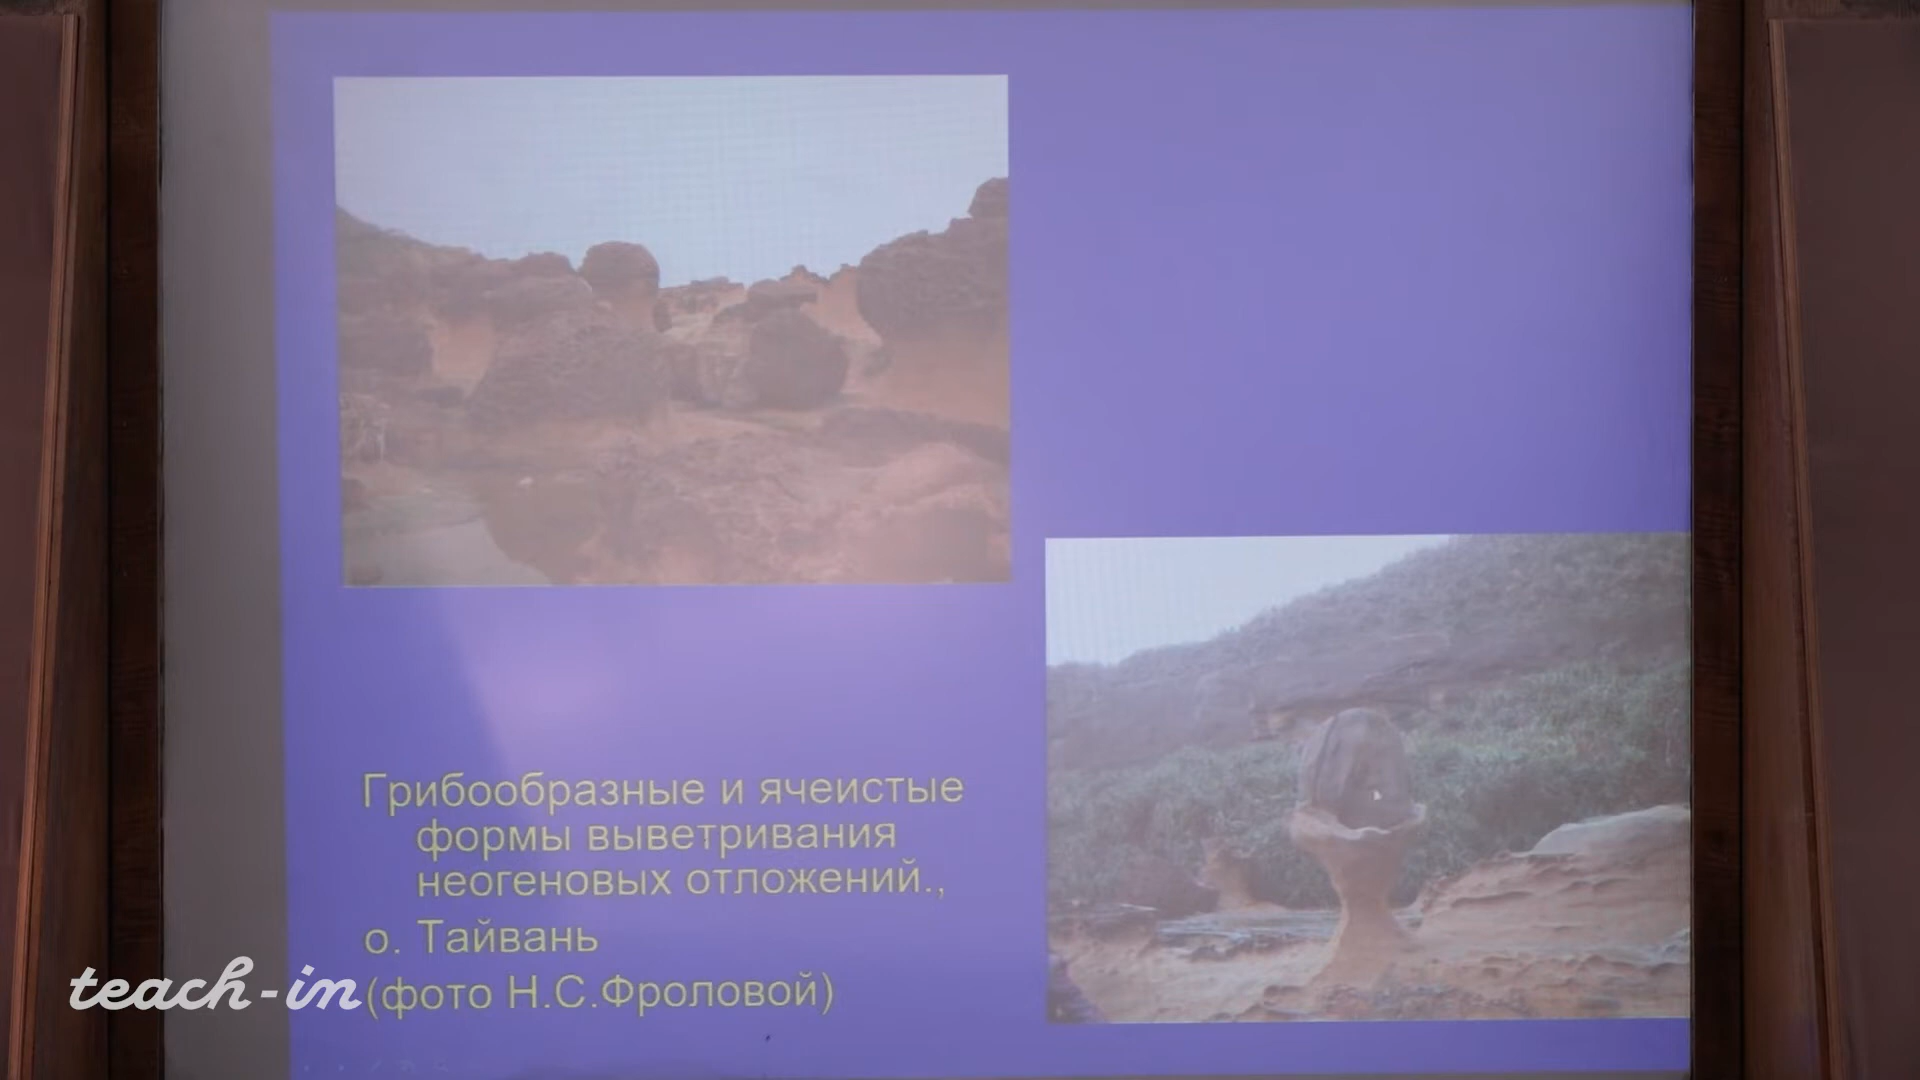 Грибообразные и ячеистые
формы выветривания
неогеновых отложений.,
о. Тайвань
(фото Н.С.Фроловой)
teach-in